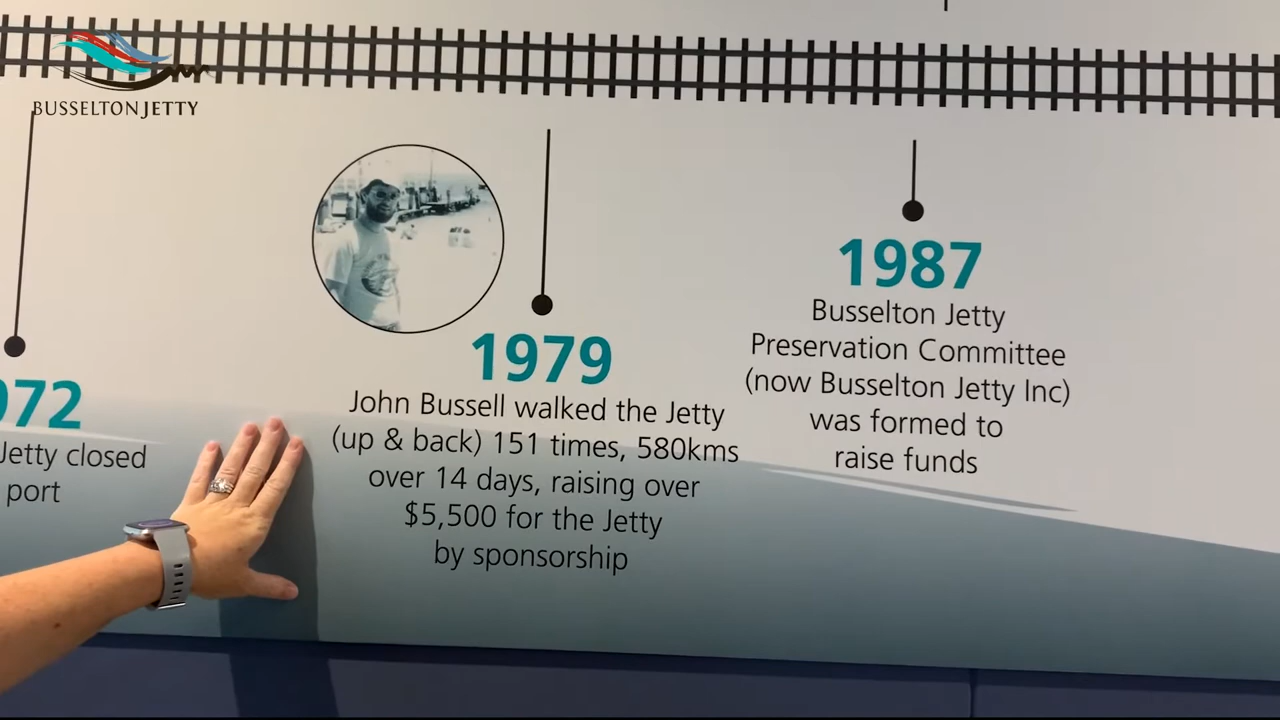 BUSSELTON JETTY
972
Jetty closed
port
1979
John Bussell walked the Jetty
(up & back) 151 times, 580kms
over 14 days, raising over
$5,500 for the Jetty
by sponsorship
1987
Busselton Jetty
Preservation Committee
(now Busselton Jetty Inc)
was formed to
raise funds